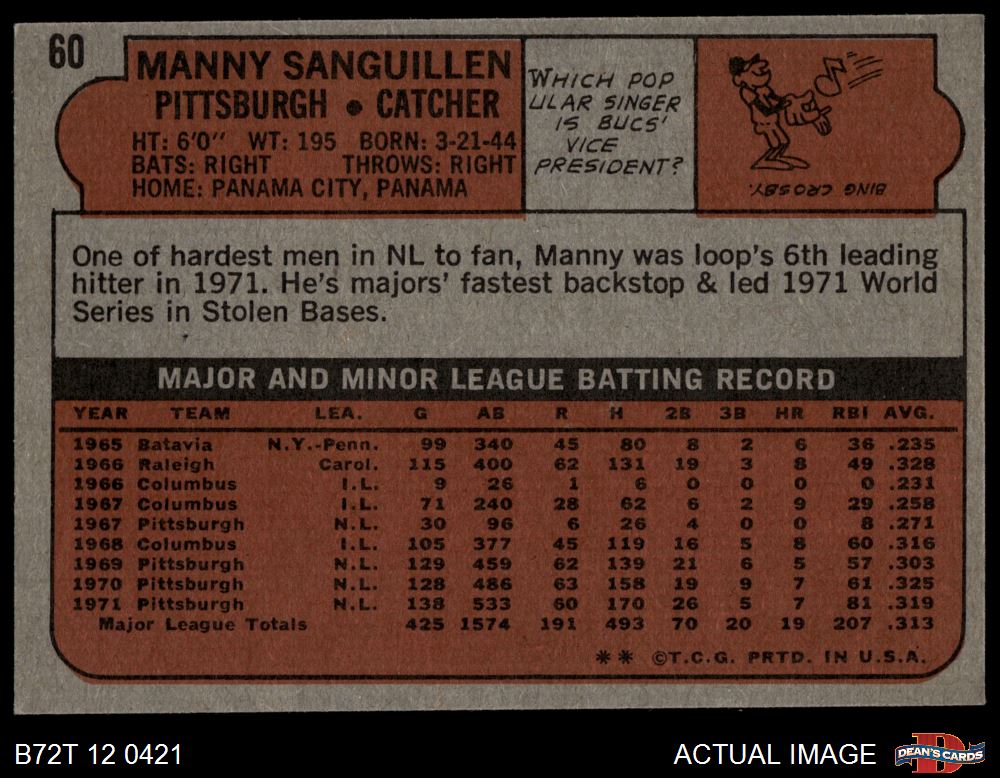 60
MANNY SANGUILLEN
PITTSBURGH • CATCHER
HT: 6'0" WT: 195 BORN: 3-21-44
BATS: RIGHT THROWS: RIGHT
HOME: PANAMA CITY, PANAMA
WHICH POP
ULAR SINGER
IS BUCS'
VICE
PRESIDENT?
BING CROSBY.
One of hardest men in NL to fan, Manny was loop's 6th leading
hitter in 1971. He's majors' fastest backstop & led 1971 World
Series in Stolen Bases.
MAJOR AND MINOR LEAGUE BATTING RECORD
YEAR TEAM LEA. G AB R H 2B 3B HR RBI AVG.
1965 Batavia N.Y.-Penn. 99 340 45 80 8 2 6 36 .235
1966 Raleigh Carol. 115 400 62 131 19 3 8 49 .328
1966 Columbus I.L. 9 26 1 6 0 0 0 0 .231
1967 Columbus I.L. 71 240 28 62 6 2 9 29 .258
1967 Pittsburgh N.L. 30 96 6 26 4 0 0 8 .271
1968 Columbus I.L. 105 377 45 119 16 5 8 60 .316
1969 Pittsburgh N.L. 129 459 62 139 21 6 5 57 .303
1970 Pittsburgh N.L. 128 486 63 158 19 9 7 61 .325
1971 Pittsburgh N.L. 138 533 60 170 26 5 7 81 .319
Major League Totals 425 1574 191 493 70 20 19 207 .313
** ©T.C.G. PRTD. IN U.S.A.
B72T 12 0421
ACTUAL IMAGE
DEAN'S CARDS